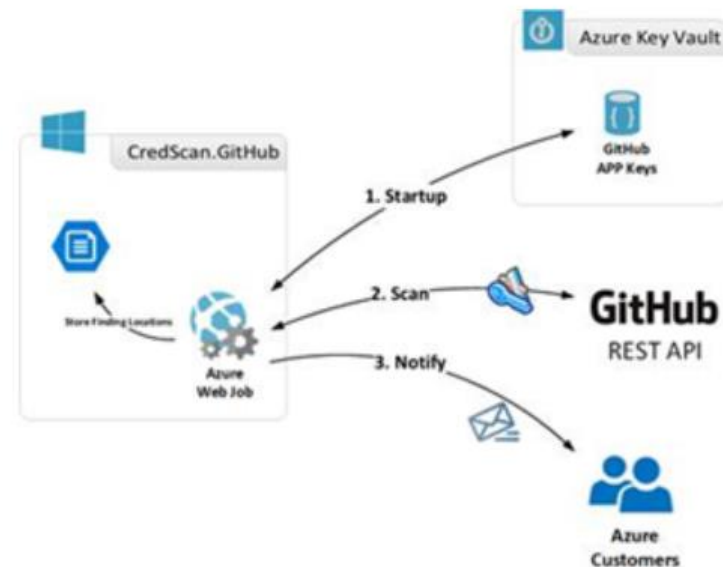 Azure Key Vault
GitHub
APP Keys
CredScan.GitHub
1. Startup
2. Scan
GitHub
REST API
Store Finding Locations
3. Notify
Azure
Web Job
Azure
Customers